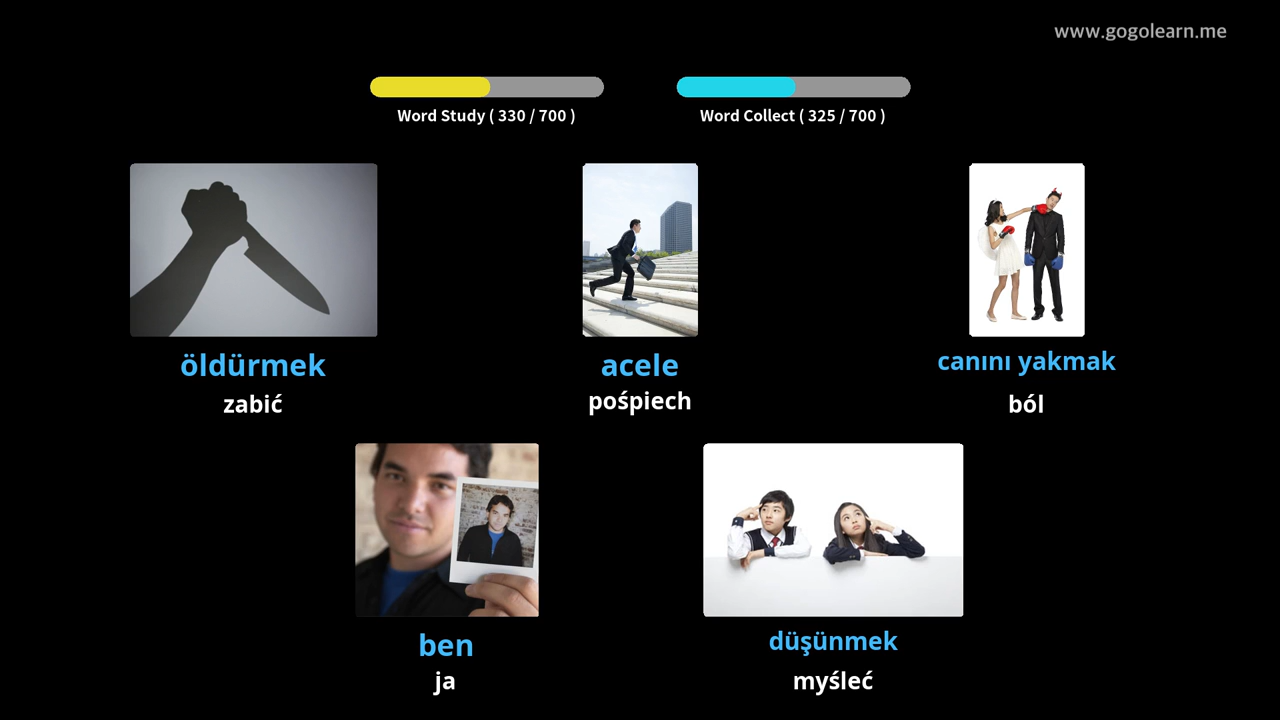 www.gogolearn.me
Word Study ( 330 / 700 )
Word Collect ( 325 / 700 )
öldürmek
zabić
acele
pośpiech
canını yakmak
ból
ben
ja
düşünmek
myśleć